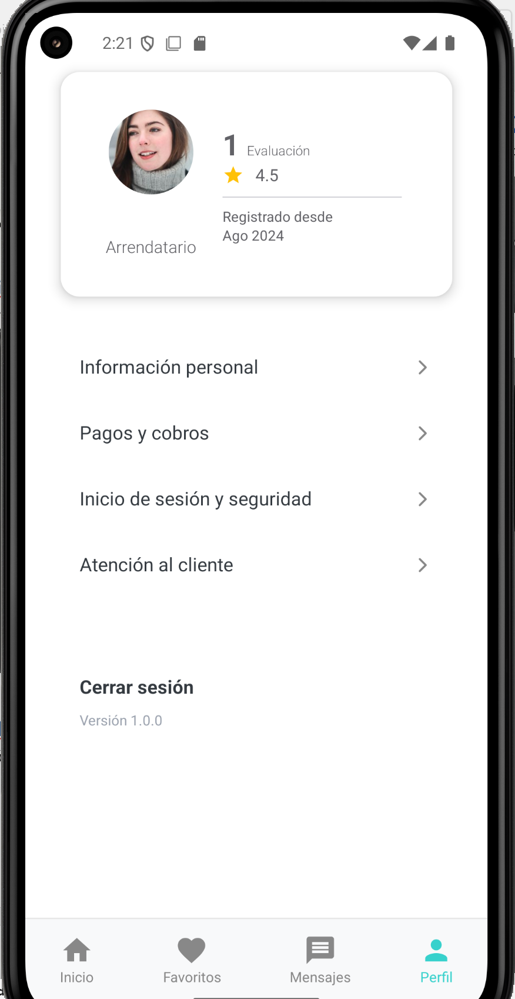 2:21
1 Evaluación
4.5
Registrado desde
Ago 2024
Arrendatario
Información personal
Pagos y cobros
Inicio de sesión y seguridad
Atención al cliente
Cerrar sesión
Versión 1.0.0
Inicio
Favoritos
Mensajes
Perfil